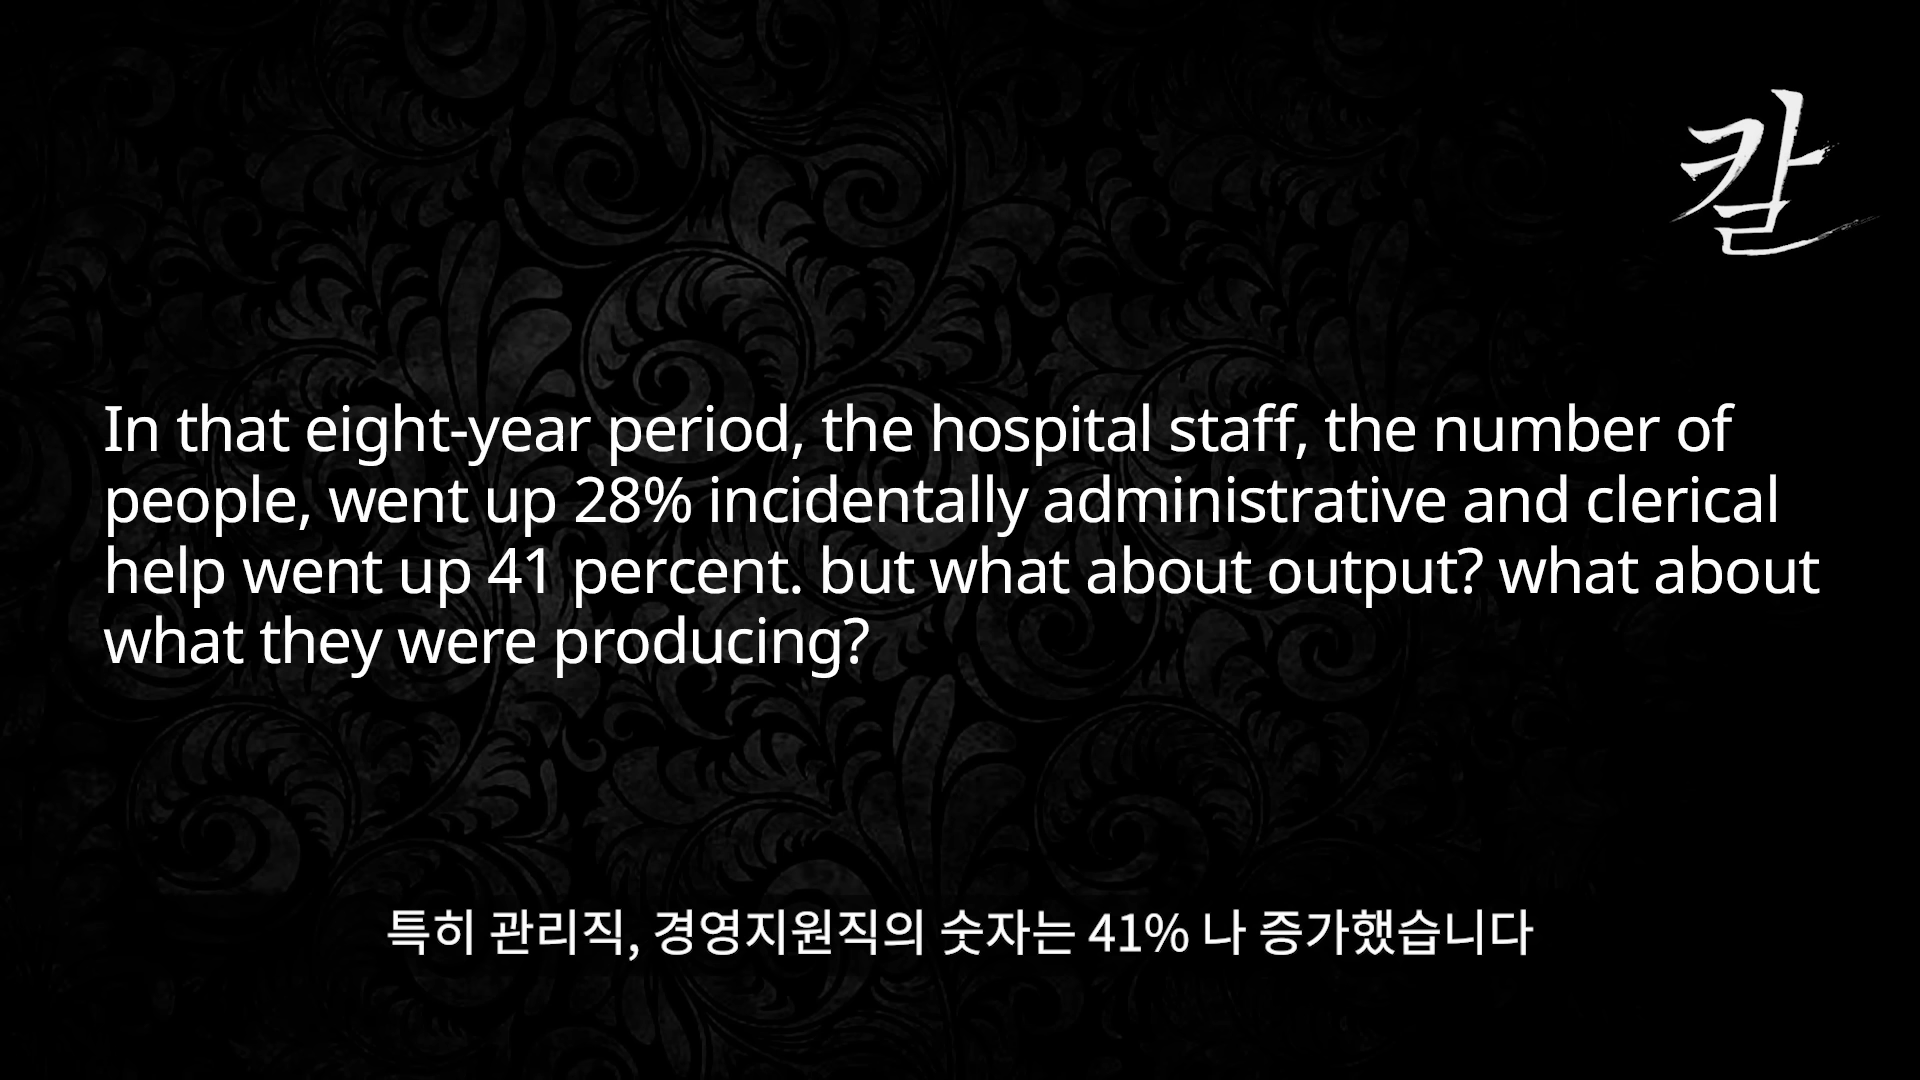 칼
In that eight-year period, the hospital staff, the number of
people, went up 28% incidentally administrative and clerical
help went up 41 percent. but what about output? what about
what they were producing?
특히 관리직, 경영지원직의 숫자는 41% 나 증가했습니다